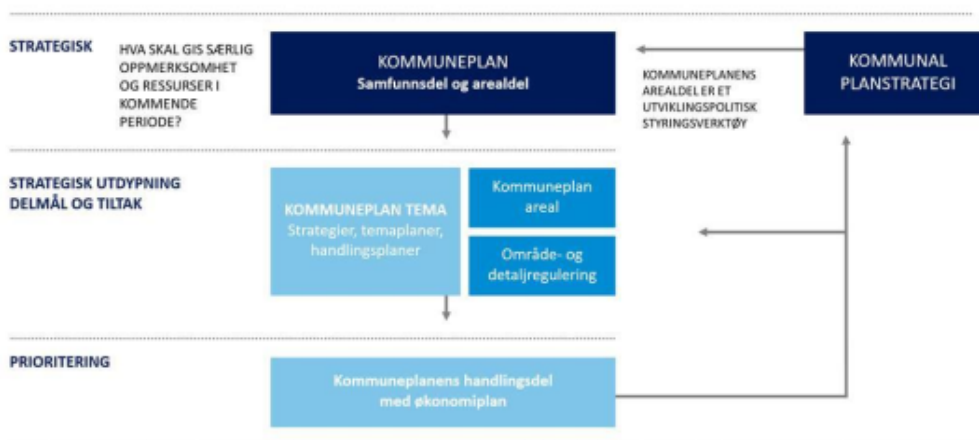 STRATEGISK
HVA SKAL GIS SÆRLIG
OPPMERKSOMHET
OG RESSURSER I
KOMMENDE
PERIODE?
KOMMUNEPLAN
Samfunnsdel og arealdel
KOMMUNEPLANENS
AREALDEL ER ET
UTVIKLINGSPOLITISK
STYRINGSVERKTØY
KOMMUNAL
PLANSTRATEGI
STRATEGISK UTDYPNING
DELMÅL OG TILTAK
KOMMUNEPLAN TEMA
Strategier, temaplaner,
handlingsplaner
Kommuneplan
areal
Område- og
detaljregulering
PRIORITERING
Kommuneplanens handlingsdel
med økonomiplan